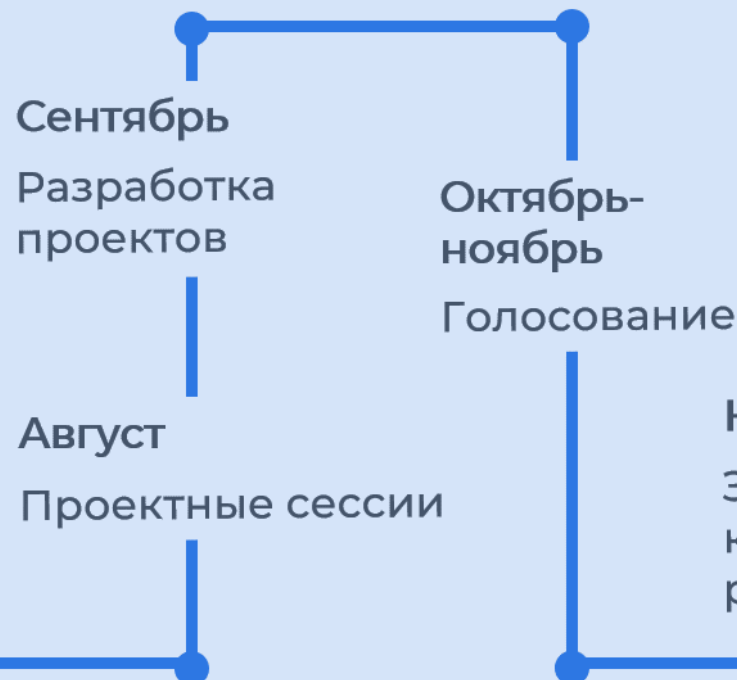 Сентябрь
Разработка
проектов
Август
Проектные сессии
Октябрь-
ноябрь
Голосование